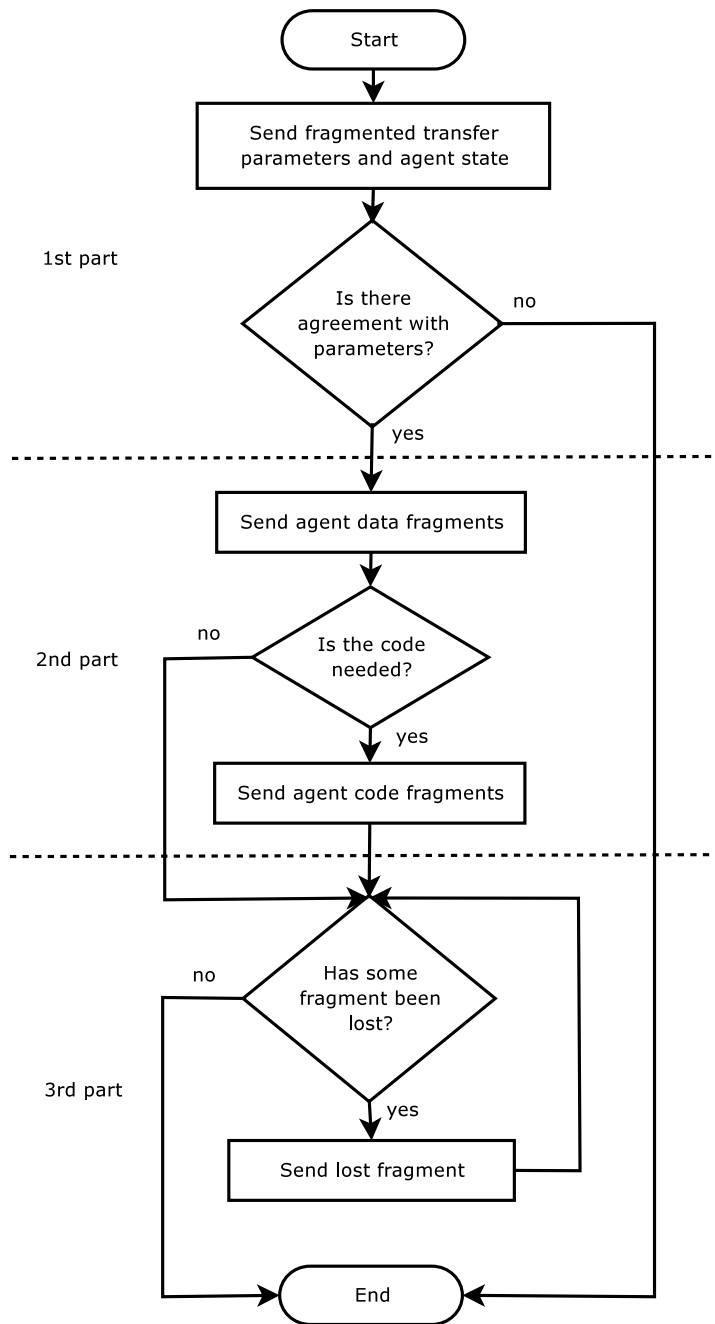 Start
Send fragmented transfer
parameters and agent state
1st part
Is there
agreement with
parameters?
no
yes
Send agent data fragments
no
Is the code
needed?
2nd part
yes
Send agent code fragments
no
Has some
fragment been
lost?
3rd part
yes
Send lost fragment
End